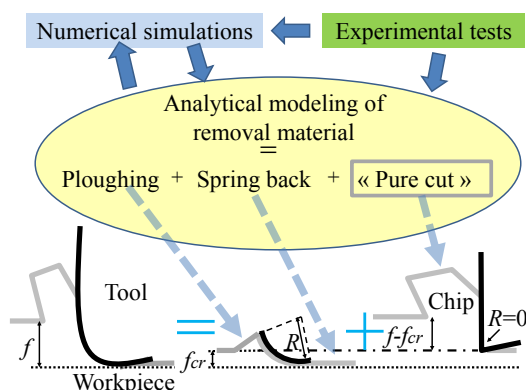 Numerical simulations
Experimental tests
Analytical modeling of
removal material
=
Ploughing + Spring back + « Pure cut »
Tool
Chip
R=0
R
f
fcr
f-fcr
Workpiece